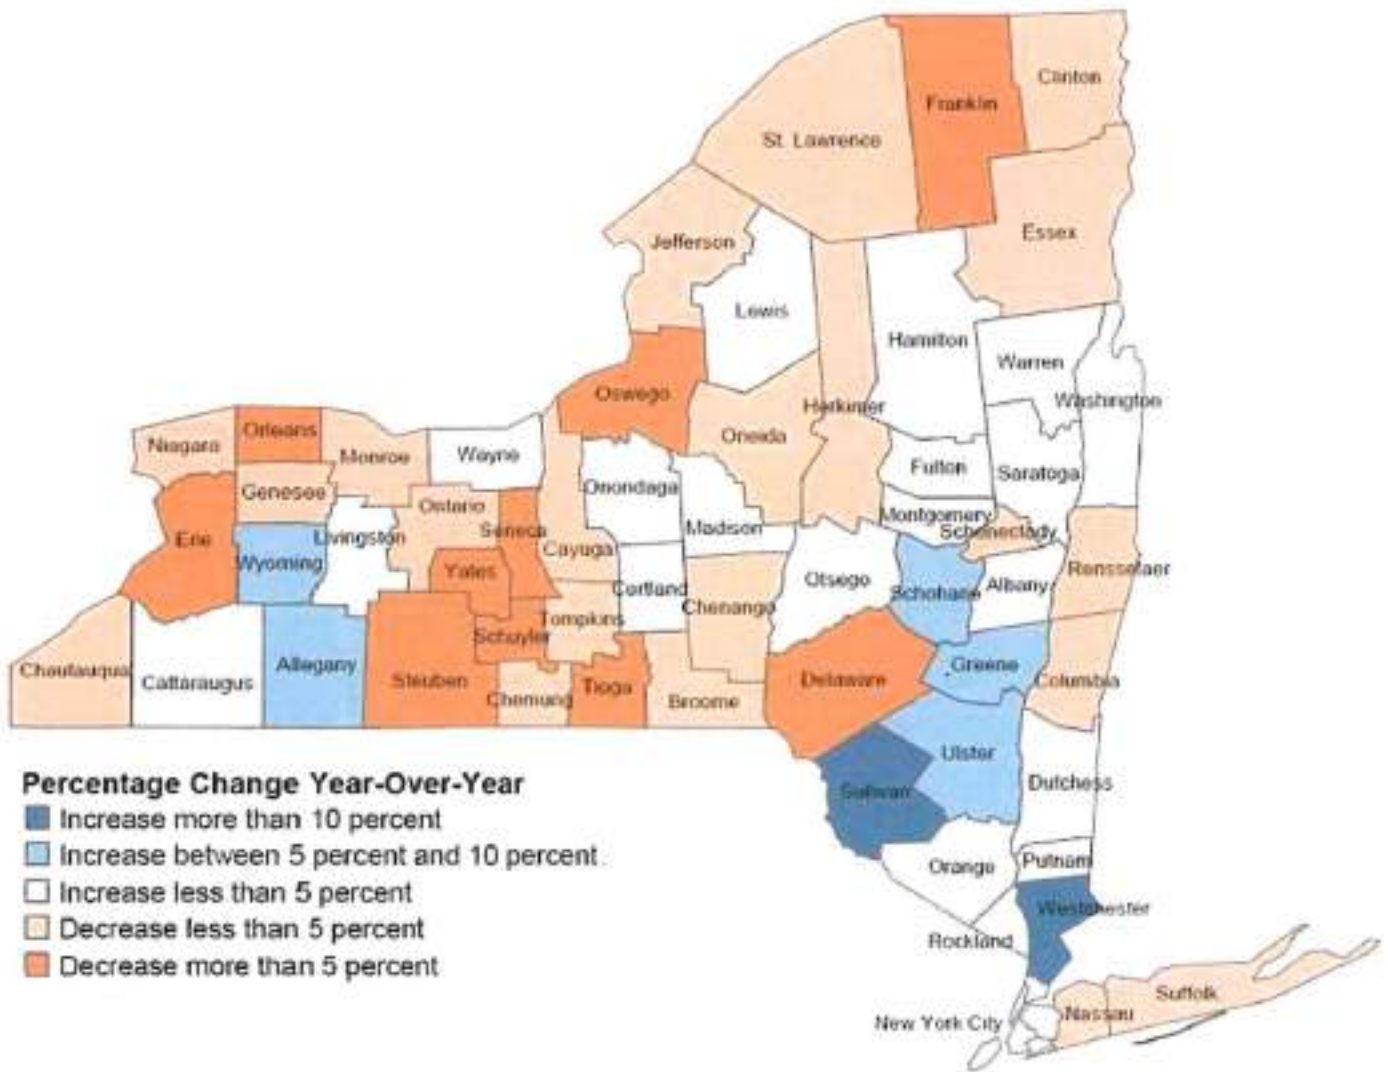 Clinton
Franklin
St. Lawrence
Essex
Jefferson
Lewis
Hamilton
Warren
Oswego
Herkimer
Washington
Orleans
Oneida
Niagara
Monroe
Wayne
Fulton
Saratoga
Genesee
Onondaga
Ontario
Montgomery
Seneca
Madison
Schenectady
Erie
Livingston
Cayuga
Wyoming
Yates
Rensselaer
Otsego
Albany
Cortland
Schoharie
Chenango
Tompkins
Schuyler
Chautauqua
Allegany
Greene
Cattaraugus
Steuben
Tioga
Delaware
Columbia
Chemung
Broome
Ulster
Dutchess
Sullivan
Orange
Putnam
Westchester
Rockland
Suffolk
Nassau
New York City
Percentage Change Year-Over-Year
Increase more than 10 percent
Increase between 5 percent and 10 percent.
Increase less than 5 percent
Decrease less than 5 percent
Decrease more than 5 percent